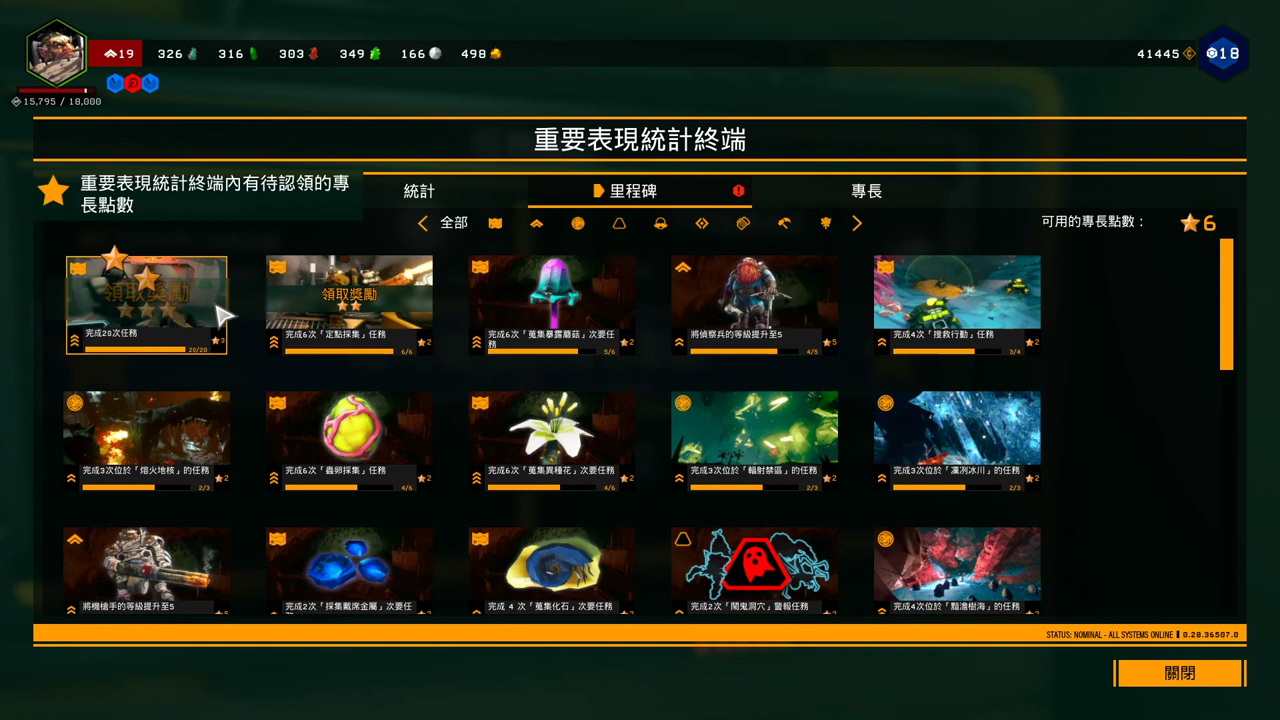 19 326 316 303 349 166 498 41445 18
15,795 / 18,000
重要表現統計終端
重要表現統計終端內有待認領的專
長點數
統計 里程碑 專長
全部
可用的專長點數： 6
領取獎勵
完成20次任務 3
20/20
領取獎勵
完成6次「定點採集」任務 2
6/6
完成6次「蒐集暴露蘑菇」次要任
務 2
5/6
將偵察兵的等級提升至5 5
4/5
完成4次「搜救行動」任務 2
3/4
完成3次位於「熔火地核」的任務 2
2/3
完成6次「蟲卵採集」任務 2
4/6
完成6次「蒐集異種花」次要任務 2
4/6
完成3次位於「輻射禁區」的任務 2
2/3
完成3次位於「凜冽冰川」的任務 2
2/3
將機槍手的等級提升至5
完成2次「採集戴席金屬」次要任
完成 4 次「蒐集化石」次要任務
完成2次「鬧鬼洞穴」警報任務
完成4次位於「黯澹樹海」的任務
STATUS: NOMINAL - ALL SYSTEMS ONLINE 0.28.36507.0
關閉